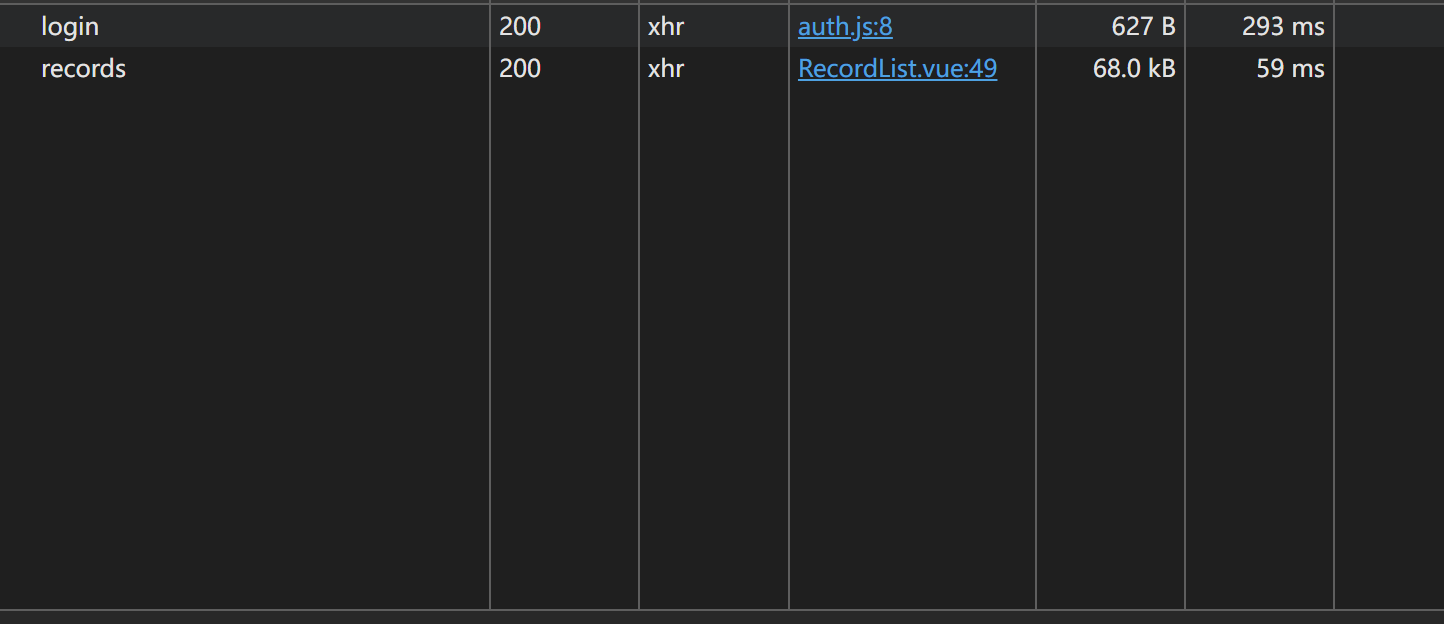 login 200 xhr auth.js:8 627 B 293 ms
records 200 xhr RecordList.vue:49 68.0 kB 59 ms